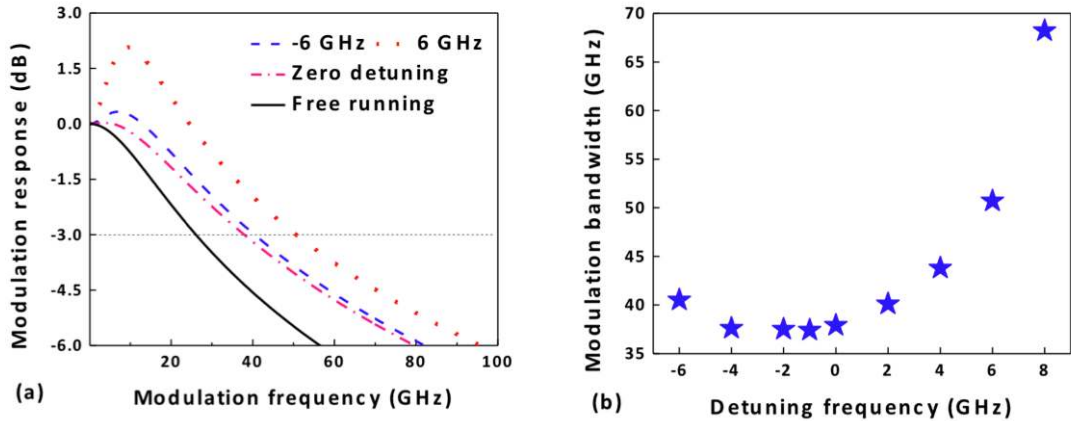 3.0
1.5
0.0
-1.5
-3.0
-4.5
-6.0
Modulation response (dB)
-6 GHz 6 GHz
Zero detuning
Free running
20 40 60 80 100
Modulation frequency (GHz)
(a)
70
65
60
55
50
45
40
35
Modulation bandwidth (GHz)
-6 -4 -2 0 2 4 6 8
Detuning frequency (GHz)
(b)